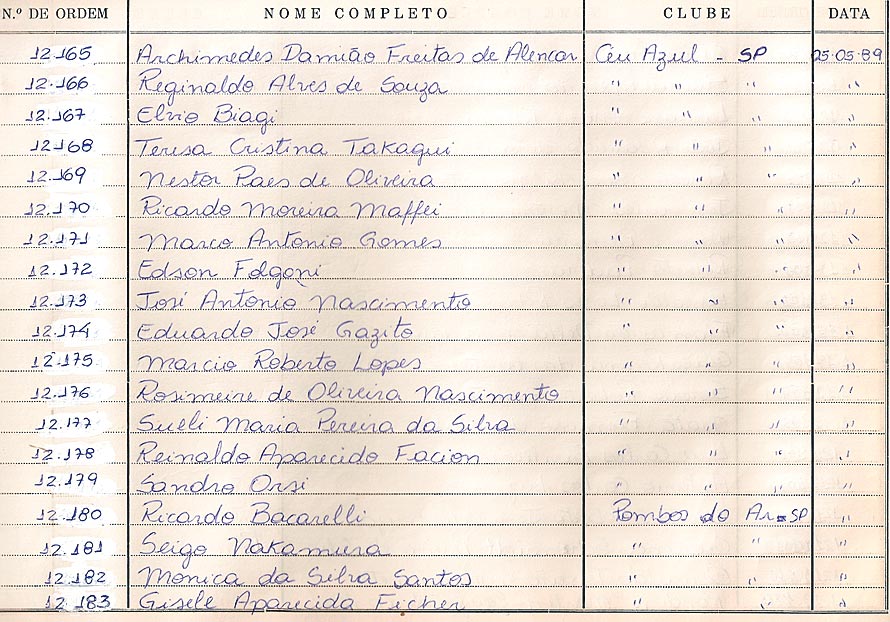 N.º DE ORDEM NOME COMPLETO CLUBE DATA
12.165 Archimedes Damião Freitas de Alencar Céu Azul - SP 25.05.89
12.166 Reginaldo Alves de Souza " " " "
12.167 Elvio Biagi " " " "
12.168 Teresa Cristina Takagui " " " "
12.169 Nestor Paes de Oliveira " " " "
12.170 Ricardo Moreira Maffei " " " "
12.171 Marco Antonio Gomes " " " "
12.172 Edson Folgoni " " " "
12.173 José Antonio Nascimento " " " "
12.174 Eduardo José Gazito " " " "
12.175 Marcio Roberto Lopes " " " "
12.176 Rosimeire de Oliveira Nascimento " " " "
12.177 Sueli Maria Pereira da Silva " " " "
12.178 Reinaldo Aparecido Facion " " " "
12.179 Sandro Orsi " " " "
12.180 Ricardo Bacarelli Pombos do Ar - SP "
12.181 Seigo Nakamura " " "
12.182 Monica da Silva Santos " " "
12.183 Gisele Aparecida Ficher " " "